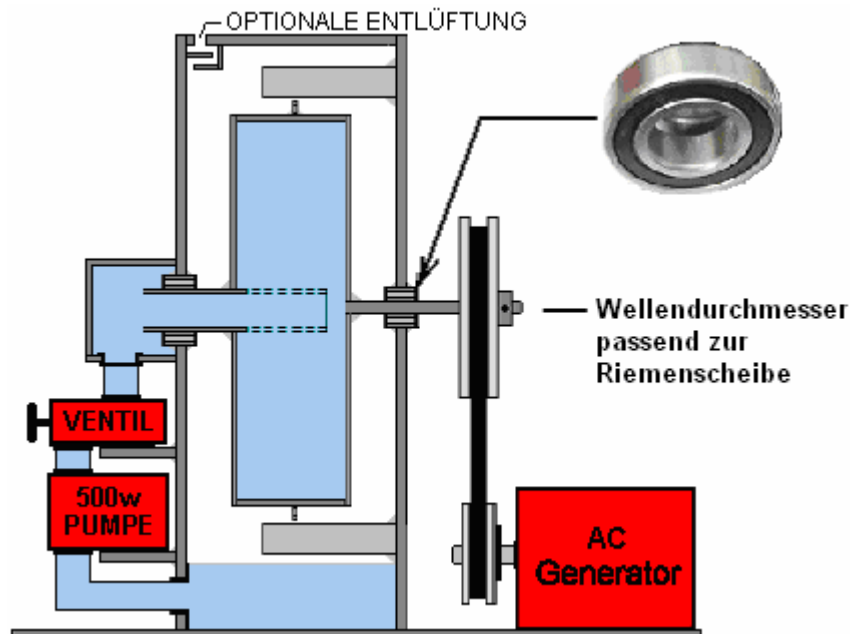 OPTIONALE ENTLÜFTUNG
Wellendurchmesser
passend zur
Riemenscheibe
VENTIL
500w
PUMPE
AC
Generator